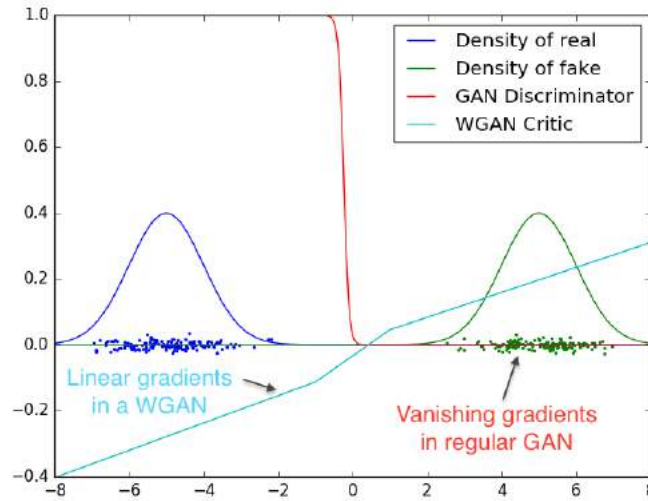 1.0
0.8
0.6
0.4
0.2
0.0
−0.2
−0.4
Density of real
Density of fake
GAN Discriminator
WGAN Critic
Linear gradients
in a WGAN
Vanishing gradients
in regular GAN
−8 −6 −4 −2 0 2 4 6 8